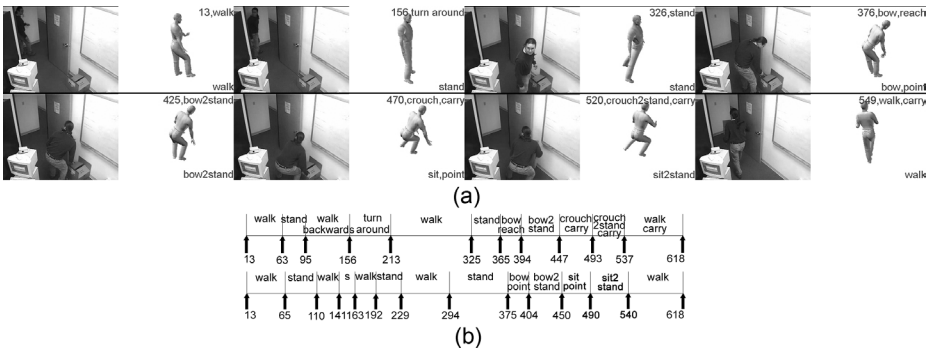 13,walk
156,turn around
326,stand
376,bow,reach
walk
stand
stand
bow,point
425,bow2stand
470,crouch,carry
520,crouch2stand,carry
549,walk,carry
bow2stand
sit,point
sit2stand
walk
(a)
walk stand walk backwards turn around walk stand bow reach bow2 stand crouch carry crouch 2stand carry walk carry
13 63 95 156 213 325 365 394 447 493 537 618
walk stand walk s walk stand walk stand bow point bow2 stand sit point sit2 stand walk
13 65 110 141 163 192 229 294 375 404 450 490 540 618
(b)